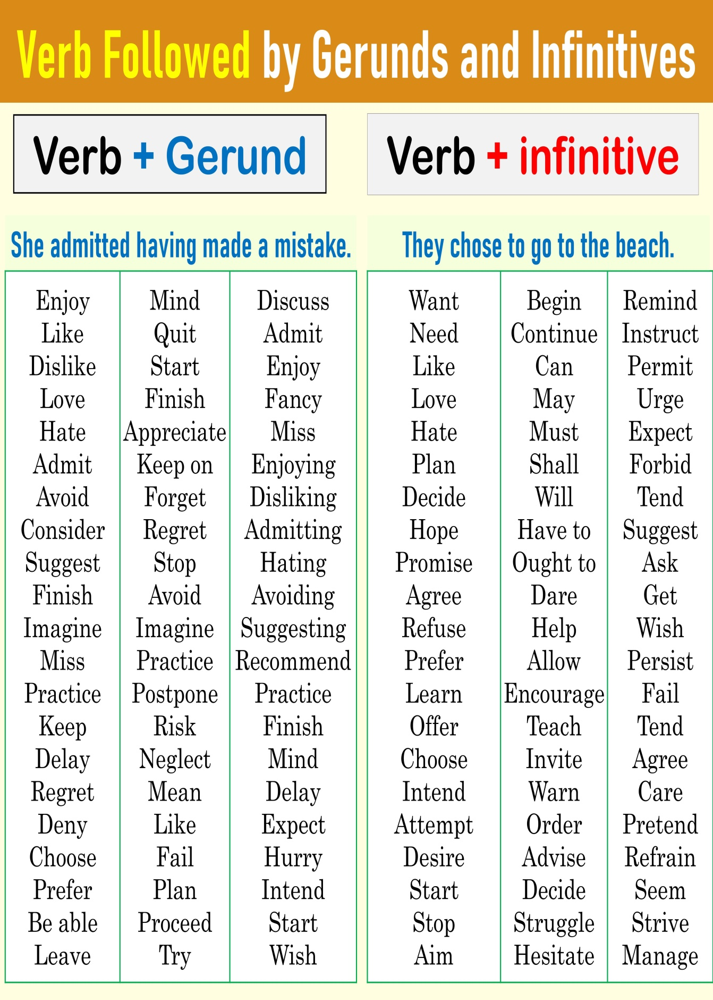 Verb Followed by Gerunds and Infinitives
Verb + Gerund
She admitted having made a mistake.
Enjoy
Like
Dislike
Love
Hate
Admit
Avoid
Consider
Suggest
Finish
Imagine
Miss
Practice
Keep
Delay
Regret
Deny
Choose
Prefer
Be able
Leave
Mind
Quit
Start
Finish
Appreciate
Keep on
Forget
Regret
Stop
Avoid
Imagine
Practice
Postpone
Risk
Neglect
Mean
Like
Fail
Plan
Proceed
Try
Discuss
Admit
Enjoy
Fancy
Miss
Enjoying
Disliking
Admitting
Hating
Avoiding
Suggesting
Recommend
Practice
Finish
Mind
Delay
Expect
Hurry
Intend
Start
Wish
Verb + infinitive
They chose to go to the beach.
Want
Need
Like
Love
Hate
Plan
Decide
Hope
Promise
Agree
Refuse
Prefer
Learn
Offer
Choose
Intend
Attempt
Desire
Start
Stop
Aim
Begin
Continue
Can
May
Must
Shall
Will
Have to
Ought to
Dare
Help
Allow
Encourage
Teach
Invite
Warn
Order
Advise
Decide
Struggle
Hesitate
Remind
Instruct
Permit
Urge
Expect
Forbid
Tend
Suggest
Ask
Get
Wish
Persist
Fail
Tend
Agree
Care
Pretend
Refrain
Seem
Strive
Manage